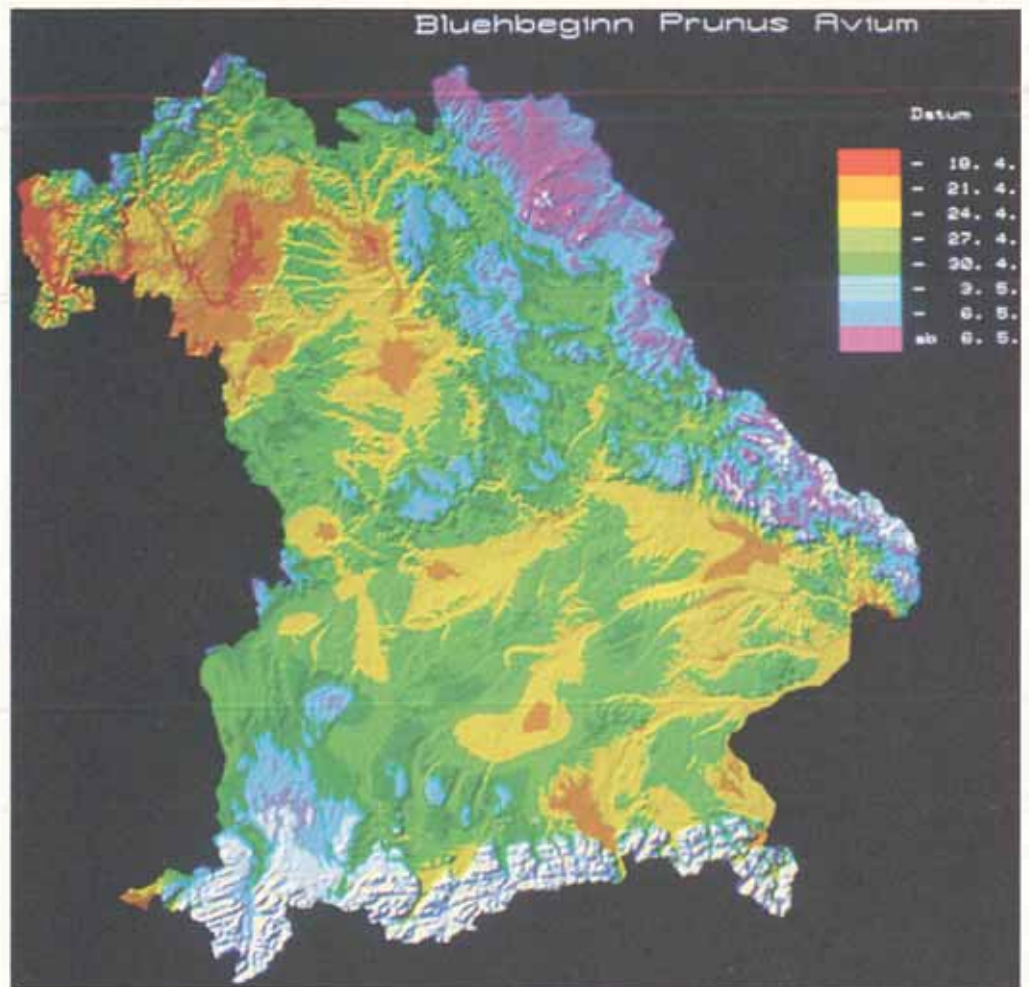 Bluehbeginn Prunus Avium
Datum
- 18. 4.
- 21. 4.
- 24. 4.
- 27. 4.
- 30. 4.
- 3. 5.
- 6. 5.
ab 6. 5.